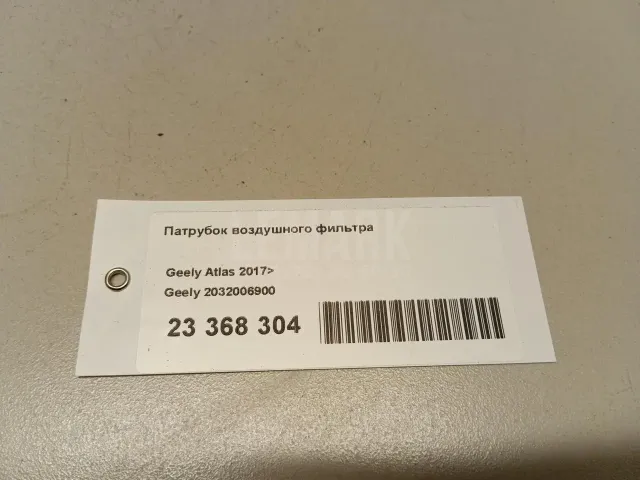 Патрубок воздушного фильтра
Geely Atlas 2017>
Geely 2032006900
23 368 304